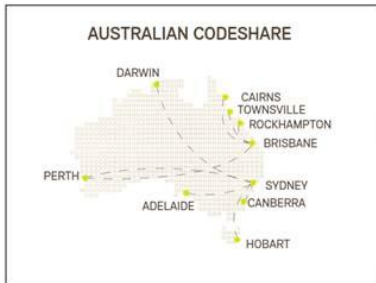 AUSTRALIAN CODESHARE
DARWIN
CAIRNS
TOWNSVILLE
ROCKHAMPTON
BRISBANE
PERTH
SYDNEY
ADELAIDE
CANBERRA
HOBART